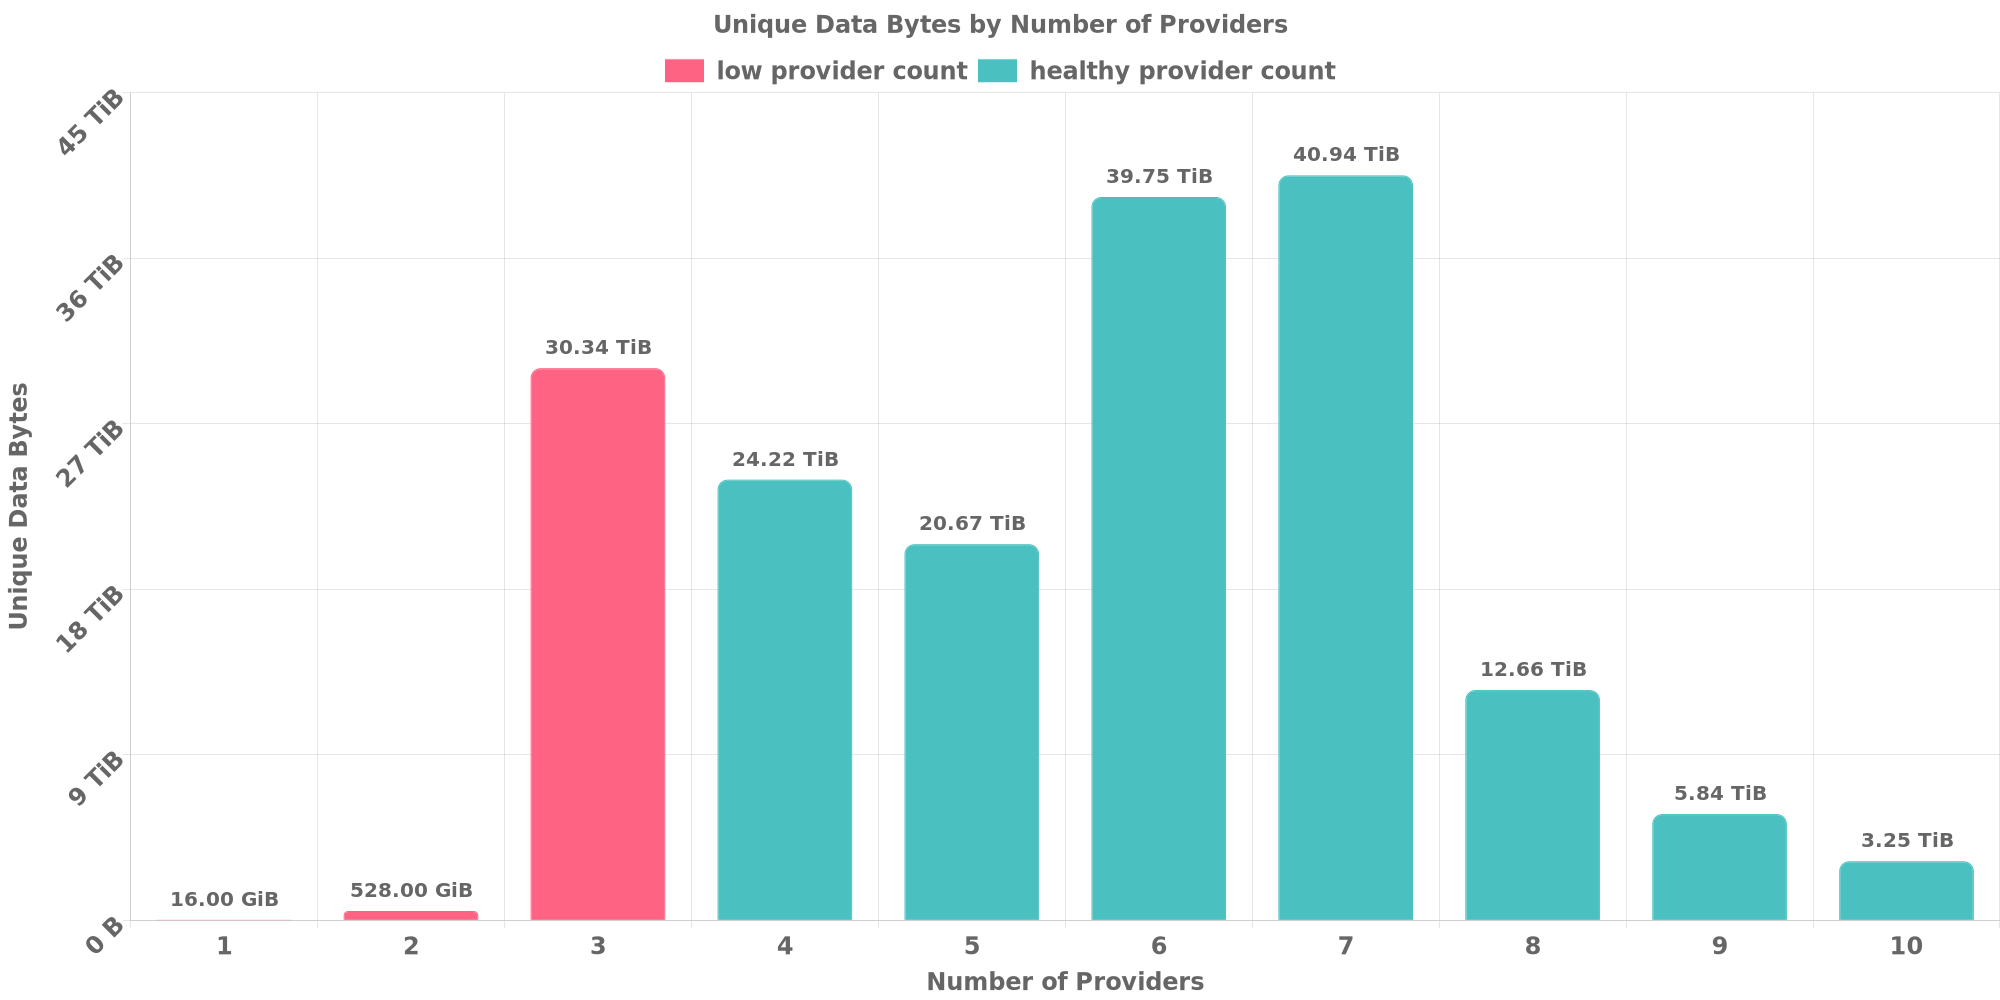 Unique Data Bytes by Number of Providers
low provider count healthy provider count
45 TiB
36 TiB
27 TiB
18 TiB
9 TiB
0 B
Unique Data Bytes
16.00 GiB
528.00 GiB
30.34 TiB
24.22 TiB
20.67 TiB
39.75 TiB
40.94 TiB
12.66 TiB
5.84 TiB
3.25 TiB
1 2 3 4 5 6 7 8 9 10
Number of Providers